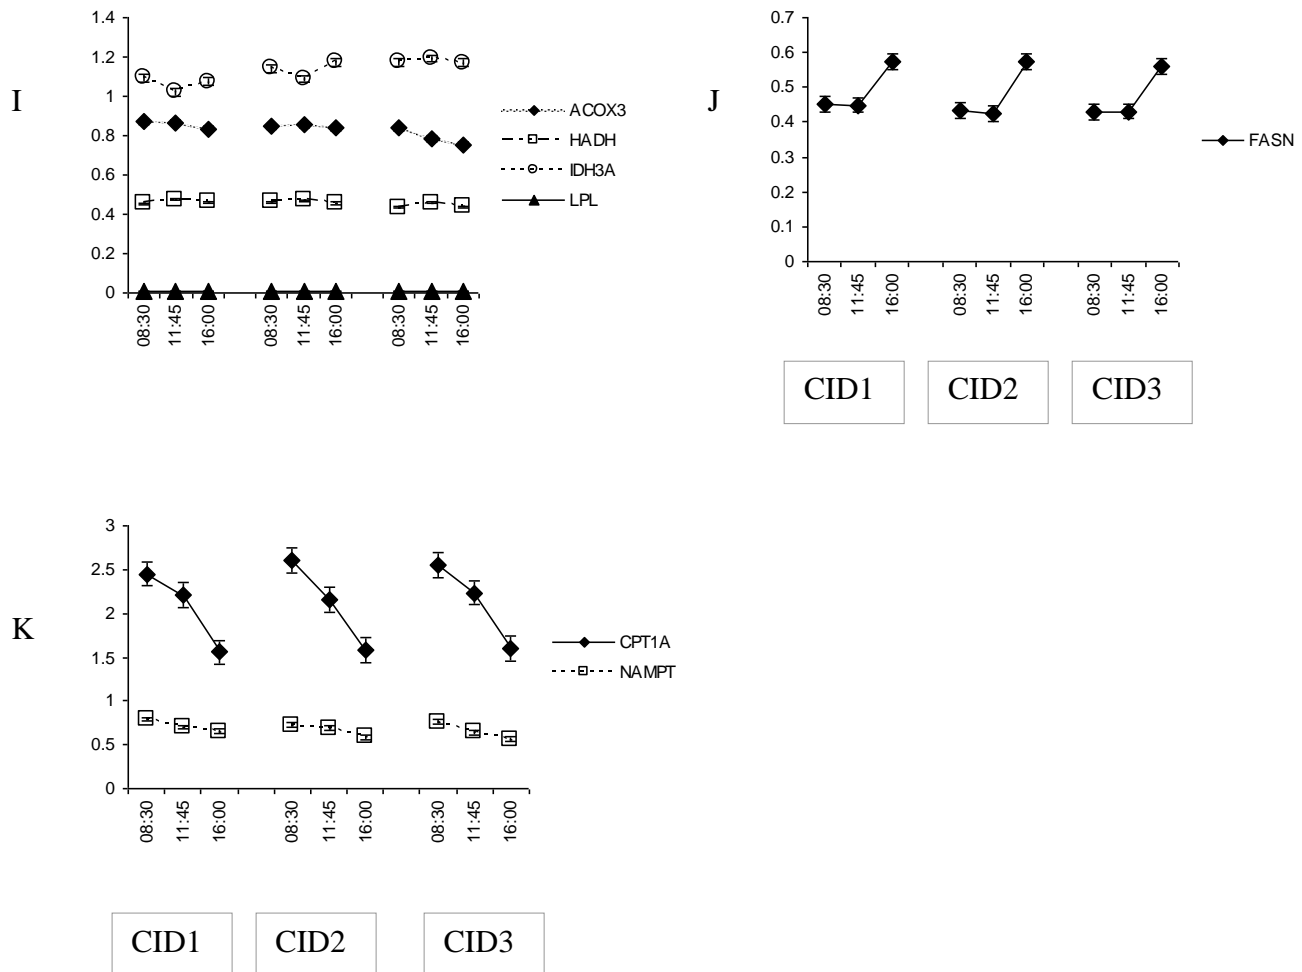 I
1.4
1.2
1
0.8
0.6
0.4
0.2
0
08:30 11:45 16:00 08:30 11:45 16:00 08:30 11:45 16:00
ACOX3
HADH
IDH3A
LPL
J
0.7
0.6
0.5
0.4
0.3
0.2
0.1
0
08:30 11:45 16:00 08:30 11:45 16:00 08:30 11:45 16:00
FASN
CID1 CID2 CID3
K
3
2.5
2
1.5
1
0.5
0
08:30 11:45 16:00 08:30 11:45 16:00 08:30 11:45 16:00
CPT1A
NAMPT
CID1 CID2 CID3